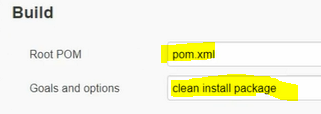 Build
Root POM pom.xml
Goals and options clean install package